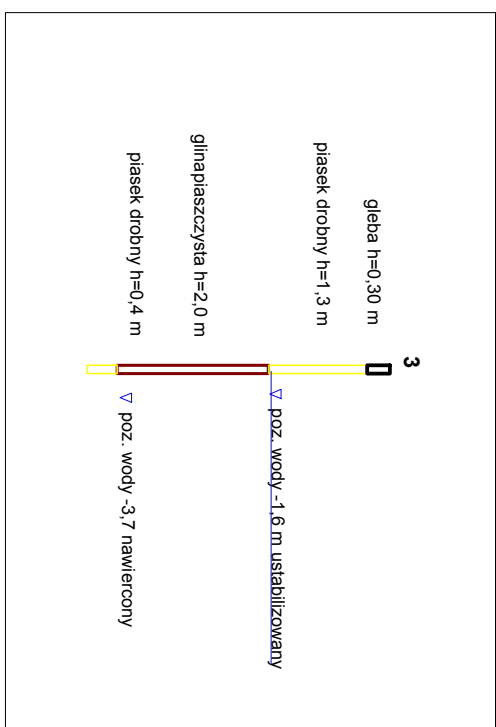 3
gleba h=0,30 m
piasek drobny h=1,3 m
poz. wody -1,6 m ustabilizowany
glinapiaszczysta h=2,0 m
piasek drobny h=0,4 m
poz. wody -3,7 nawiercony